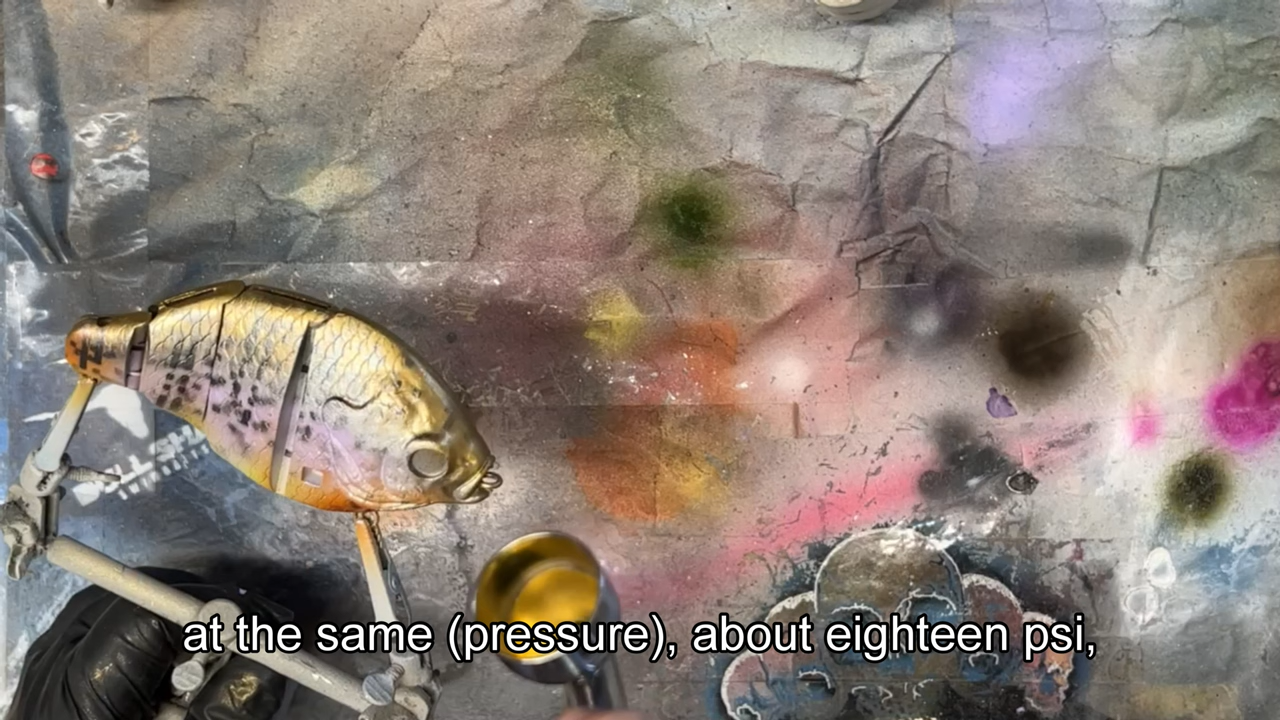 at the same (pressure), about eighteen psi,